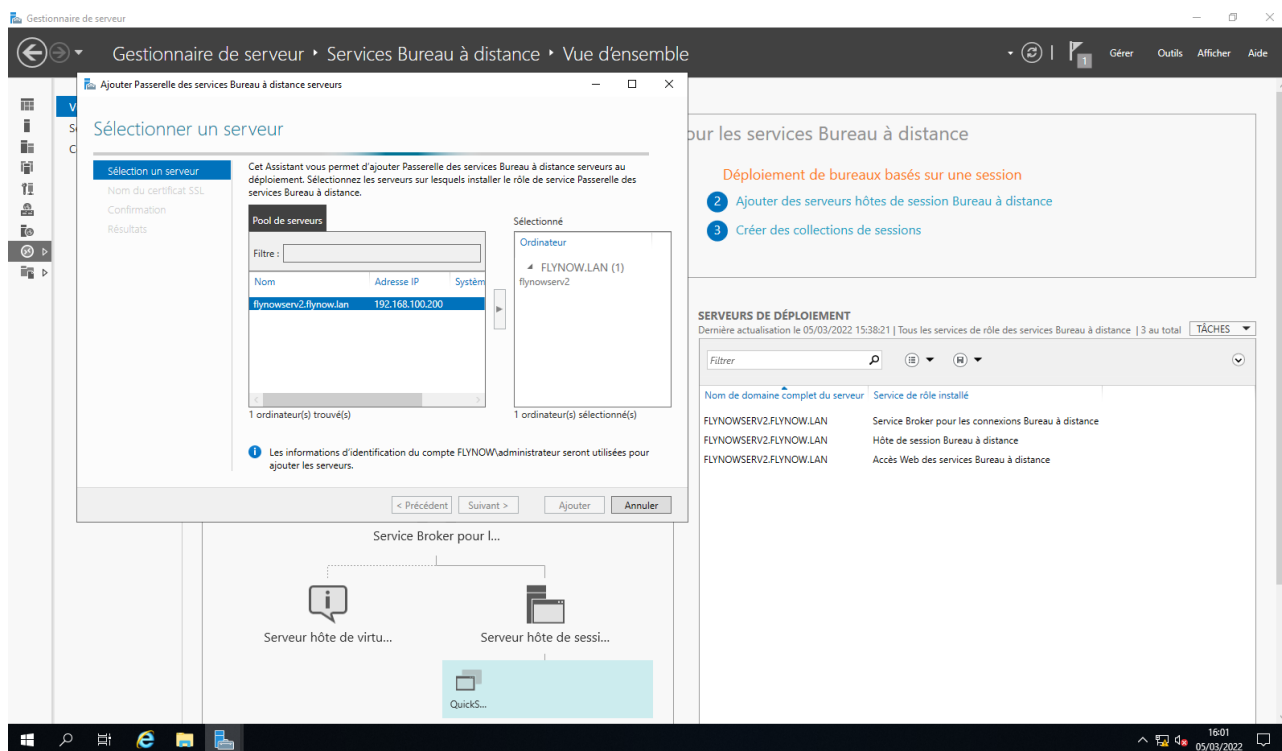 Gestionnaire de serveur
Gestionnaire de serveur • Services Bureau à distance • Vue d'ensemble
1
Gérer Outils Afficher Aide
Ajouter Passerelle des services Bureau à distance serveurs
Sélectionner un serveur
Sélection un serveur
Nom du certificat SSL
Confirmation
Résultats
Cet Assistant vous permet d'ajouter Passerelle des services Bureau à distance serveurs au
déploiement. Sélectionnez les serveurs sur lesquels installer le rôle de service Passerelle des
services Bureau à distance.
Pool de serveurs
Filtre :
Nom Adresse IP Systèm
flynowserv2.flynow.lan 192.168.100.200
1 ordinateur(s) trouvé(s)
Sélectionné
Ordinateur
FLYNOW.LAN (1)
flynowserv2
1 ordinateur(s) sélectionné(s)
Les informations d'identification du compte FLYNOW\administrateur seront utilisées pour
ajouter les serveurs.
< Précédent Suivant > Ajouter Annuler
our les services Bureau à distance
Déploiement de bureaux basés sur une session
2 Ajouter des serveurs hôtes de session Bureau à distance
3 Créer des collections de sessions
SERVEURS DE DÉPLOIEMENT
Dernière actualisation le 05/03/2022 15:38:21 | Tous les services de rôle des services Bureau à distance | 3 au total TÂCHES
Filtrer
Nom de domaine complet du serveur Service de rôle installé
FLYNOWSERV2.FLYNOW.LAN Service Broker pour les connexions Bureau à distance
FLYNOWSERV2.FLYNOW.LAN Hôte de session Bureau à distance
FLYNOWSERV2.FLYNOW.LAN Accès Web des services Bureau à distance
Service Broker pour l...
Serveur hôte de virtu...
Serveur hôte de sessi...
QuickS...
16:01
05/03/2022